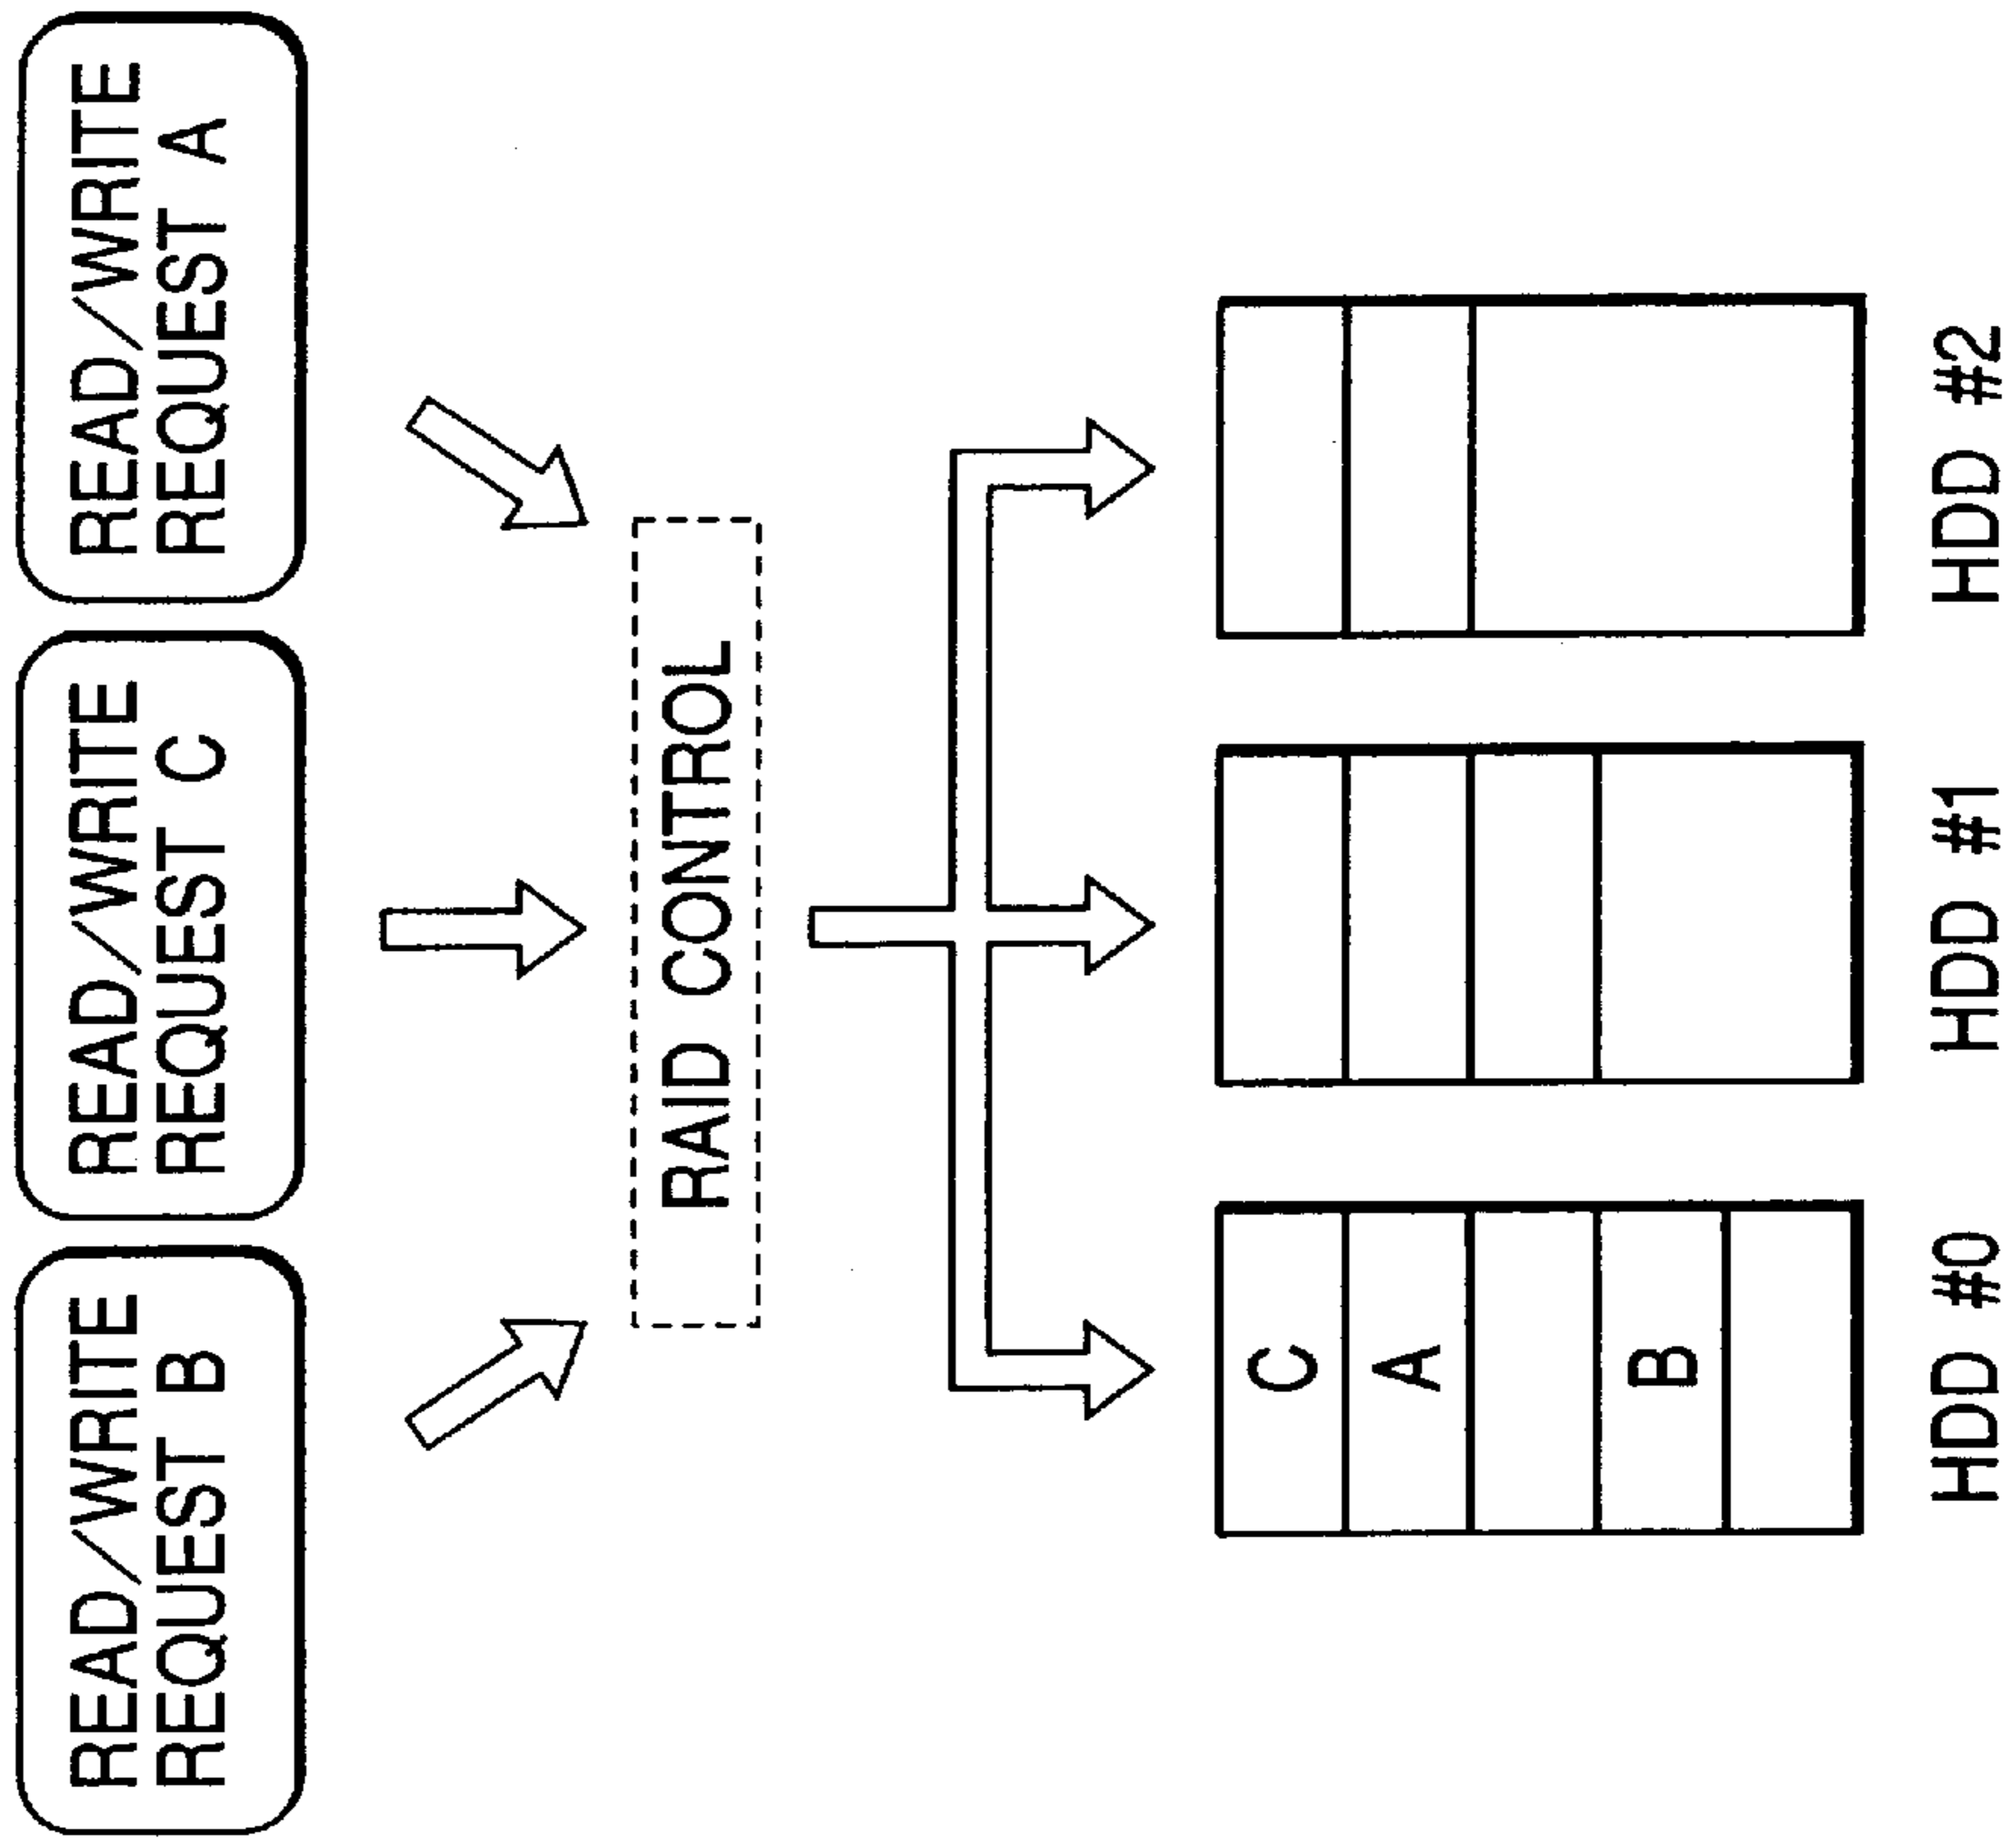 READ/WRITE
REQUEST B
READ/WRITE
REQUEST C
READ/WRITE
REQUEST A
RAID CONTROL
C
A
B
HDD #0
HDD #1
HDD #2